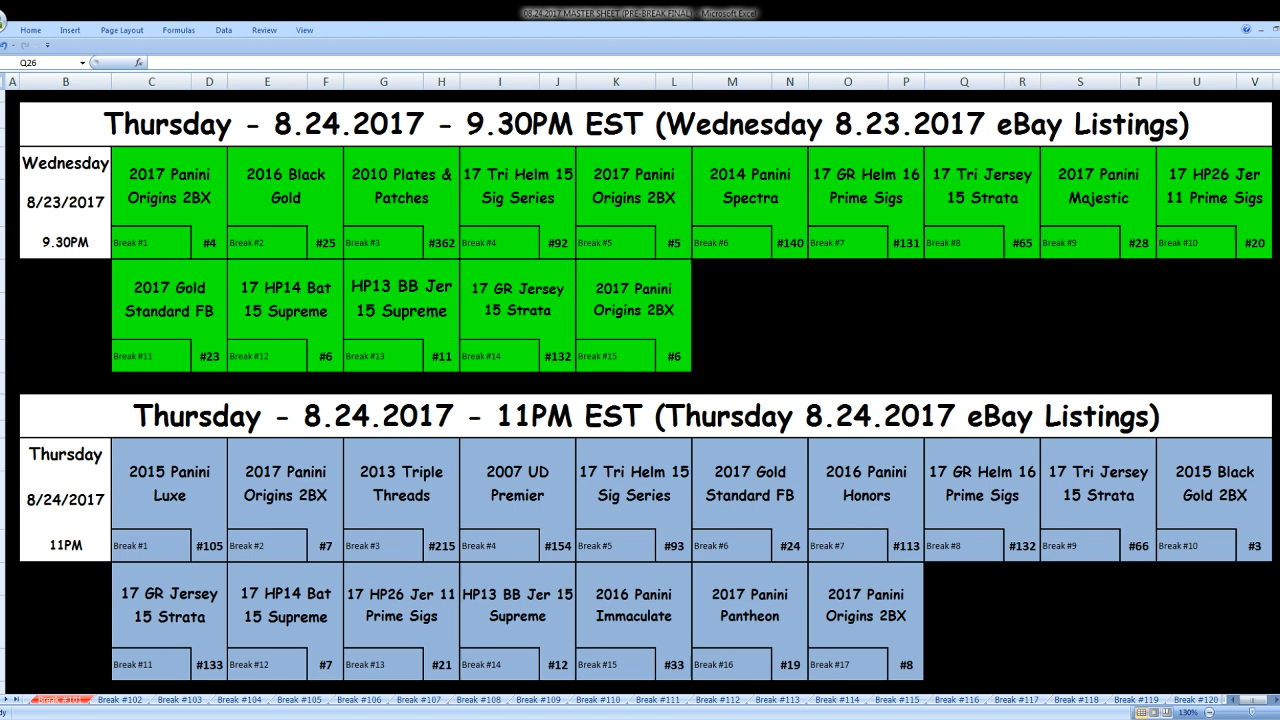 08.24.2017 MASTER SHEET (PRE-BREAK FINAL) - Microsoft Excel
Home Insert Page Layout Formulas Data Review View
Q26 fx
A B C D E F G H I J K L M N O P Q R S T U V
Thursday - 8.24.2017 - 9.30PM EST (Wednesday 8.23.2017 eBay Listings)
Wednesday
8/23/2017
9.30PM
2017 Panini
Origins 2BX
Break #1 #4
2016 Black
Gold
Break #2 #25
2010 Plates &
Patches
Break #3 #362
17 Tri Helm 15
Sig Series
Break #4 #92
2017 Panini
Origins 2BX
Break #5 #5
2014 Panini
Spectra
Break #6 #140
17 GR Helm 16
Prime Sigs
Break #7 #131
17 Tri Jersey
15 Strata
Break #8 #65
2017 Panini
Majestic
Break #9 #28
17 HP26 Jer
11 Prime Sigs
Break #10 #20
2017 Gold
Standard FB
Break #11 #23
17 HP14 Bat
15 Supreme
Break #12 #6
HP13 BB Jer
15 Supreme
Break #13 #11
17 GR Jersey
15 Strata
Break #14 #132
2017 Panini
Origins 2BX
Break #15 #6
Thursday - 8.24.2017 - 11PM EST (Thursday 8.24.2017 eBay Listings)
Thursday
8/24/2017
11PM
2015 Panini
Luxe
Break #1 #105
2017 Panini
Origins 2BX
Break #2 #7
2013 Triple
Threads
Break #3 #215
2007 UD
Premier
Break #4 #154
17 Tri Helm 15
Sig Series
Break #5 #93
2017 Gold
Standard FB
Break #6 #24
2016 Panini
Honors
Break #7 #113
17 GR Helm 16
Prime Sigs
Break #8 #132
17 Tri Jersey
15 Strata
Break #9 #66
2015 Black
Gold 2BX
Break #10 #3
17 GR Jersey
15 Strata
Break #11 #133
17 HP14 Bat
15 Supreme
Break #12 #7
17 HP26 Jer 11
Prime Sigs
Break #13 #21
HP13 BB Jer 15
Supreme
Break #14 #12
2016 Panini
Immaculate
Break #15 #33
2017 Panini
Pantheon
Break #16 #19
2017 Panini
Origins 2BX
Break #17 #8
Break #101 Break #102 Break #103 Break #104 Break #105 Break #106 Break #107 Break #108 Break #109 Break #110 Break #111 Break #112 Break #113 Break #114 Break #115 Break #116 Break #117 Break #118 Break #119 Break #120
130%